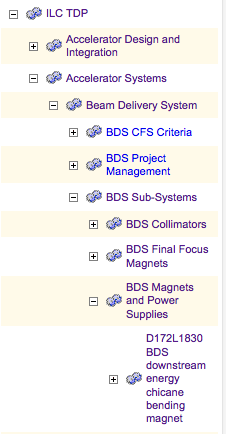 ILC TDP
Accelerator Design and
Integration
Accelerator Systems
Beam Delivery System
BDS CFS Criteria
BDS Project
Management
BDS Sub-Systems
BDS Collimators
BDS Final Focus
Magnets
BDS Magnets
and Power
Supplies
D172L1830
BDS
downstream
energy
chicane
bending
magnet